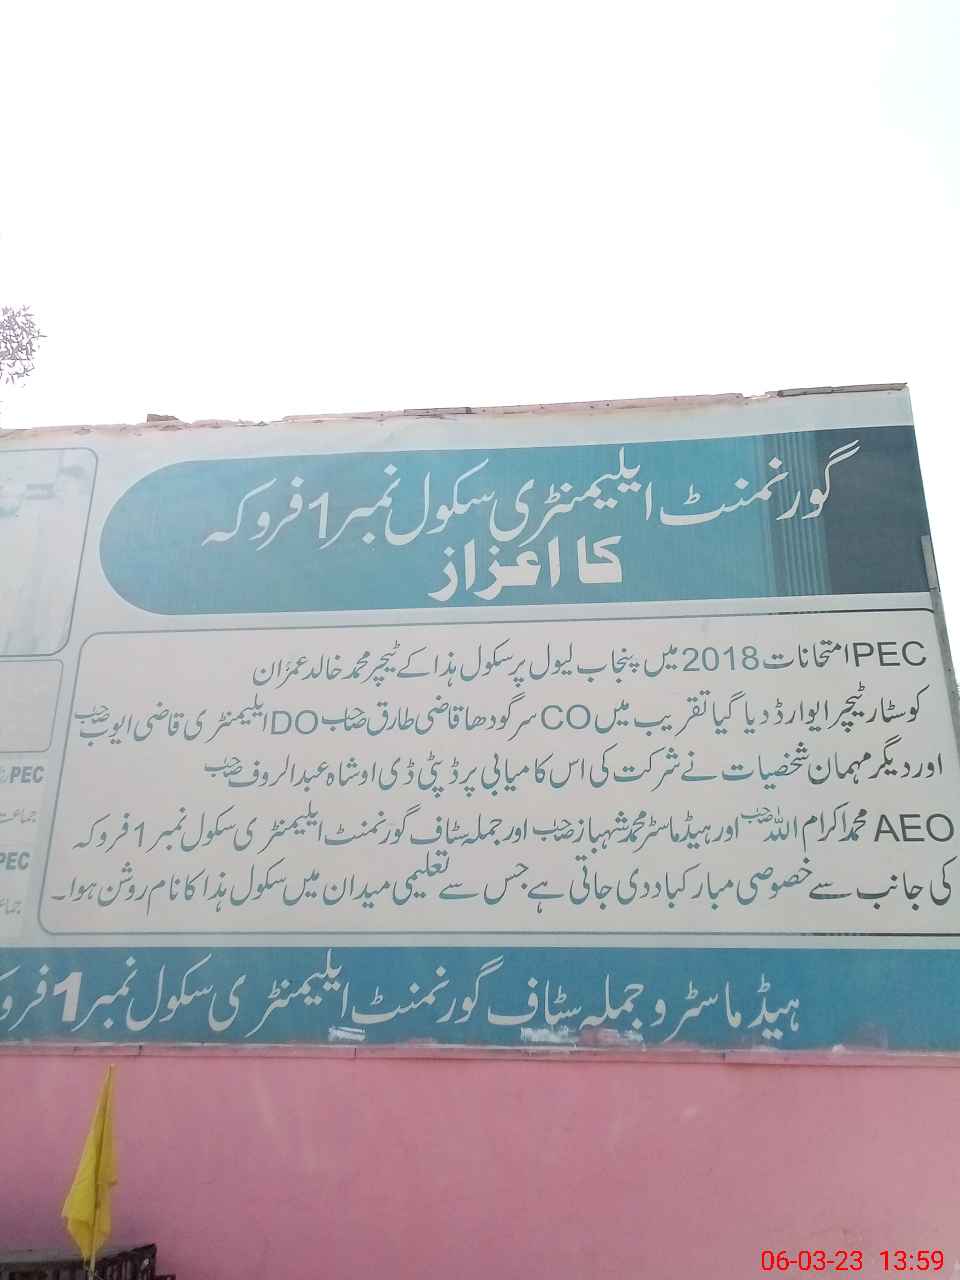 گورنمنٹ ایلیمنٹری سکول نمبر 1 فروکہ
کا اعزاز
PEC امتحانات 2018 میں پنجاب لیول پر سکول ہذا کے ٹیچر محمد خالد عمران
کو سٹار ٹیچر ایوارڈ دیا گیا تقریب میں CO سرگودھا قاضی طارق صاحب DO ایلیمنٹری قاضی ایوب صاحب
اور دیگر مہمان شخصیات نے شرکت کی اس کامیابی پر ڈپٹی ڈی او شاہ عبدالروف صاحب
AEO محمد اکرام اللہ صاحب اور ہیڈ ماسٹر محمد شہباز صاحب اور جملہ سٹاف گورنمنٹ ایلیمنٹری سکول نمبر 1 فروکہ
کی جانب سے خصوصی مبارکباد دی جاتی ہے جس سے تعلیمی میدان میں سکول ہذا کا نام روشن ہوا۔
ہیڈ ماسٹر و جملہ سٹاف گورنمنٹ ایلیمنٹری سکول نمبر 1 فروکہ
PEC
جماعت
PEC
06-03-23 13:59